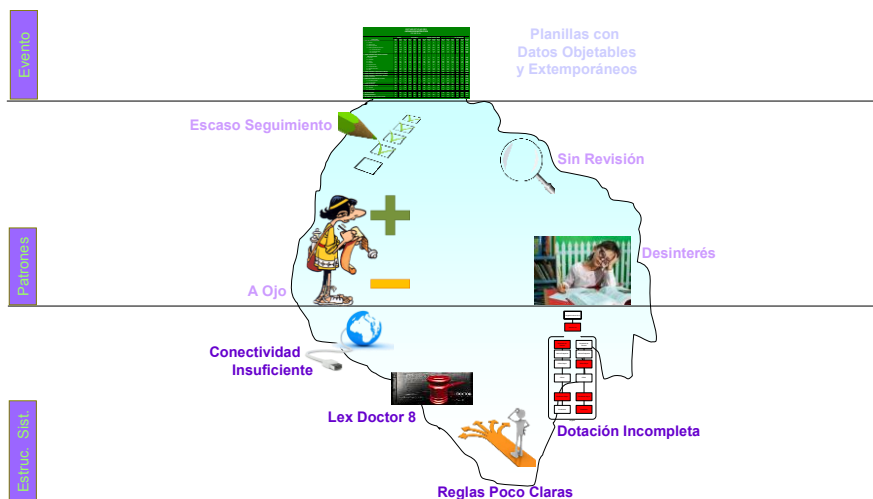 Evento
Planillas con
Datos Objetables
y Extemporáneos
Escaso Seguimiento
Sin Revisión
Patrones
Desinterés
A Ojo
Conectividad
Insuficiente
Lex Doctor 8
Dotación Incompleta
Estruc. Sist.
Reglas Poco Claras